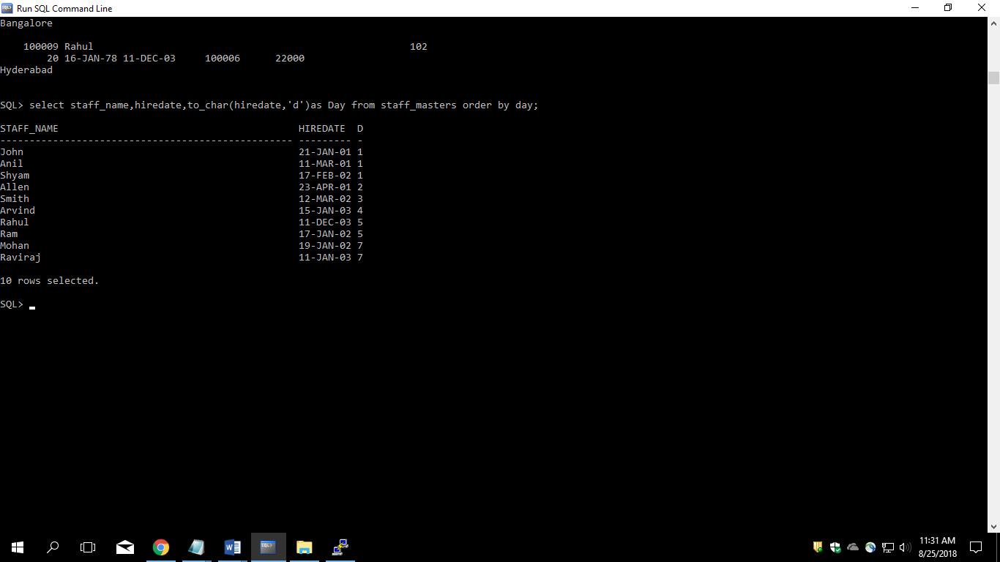 Run SQL Command Line
Bangalore
100009 Rahul 102
20 16-JAN-78 11-DEC-03 100006 22000
Hyderabad
SQL> select staff_name,hiredate,to_char(hiredate,'d')as Day from staff_masters order by day;
STAFF_NAME HIREDATE D
-------------------------------------------------- --------- -
John 21-JAN-01 1
Anil 11-MAR-01 1
Shyam 17-FEB-02 1
Allen 23-APR-01 2
Smith 12-MAR-02 3
Arvind 15-JAN-03 4
Rahul 11-DEC-03 5
Ram 17-JAN-02 5
Mohan 19-JAN-02 7
Raviraj 11-JAN-03 7
10 rows selected.
SQL>
11:31 AM
8/25/2018